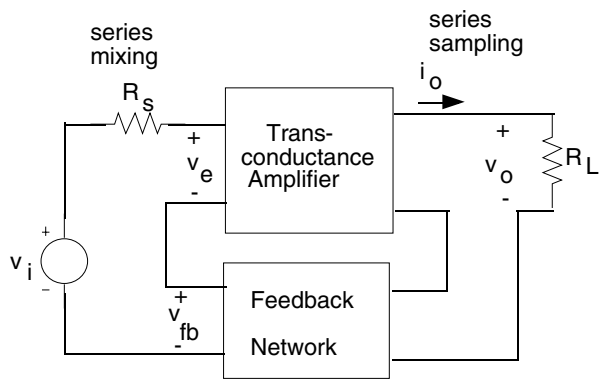 series
mixing
series
sampling
R s
i o
+
v e
-
Trans-
conductance
Amplifier
+
v o
-
R L
+
v i
−
+
v fb
-
Feedback
Network